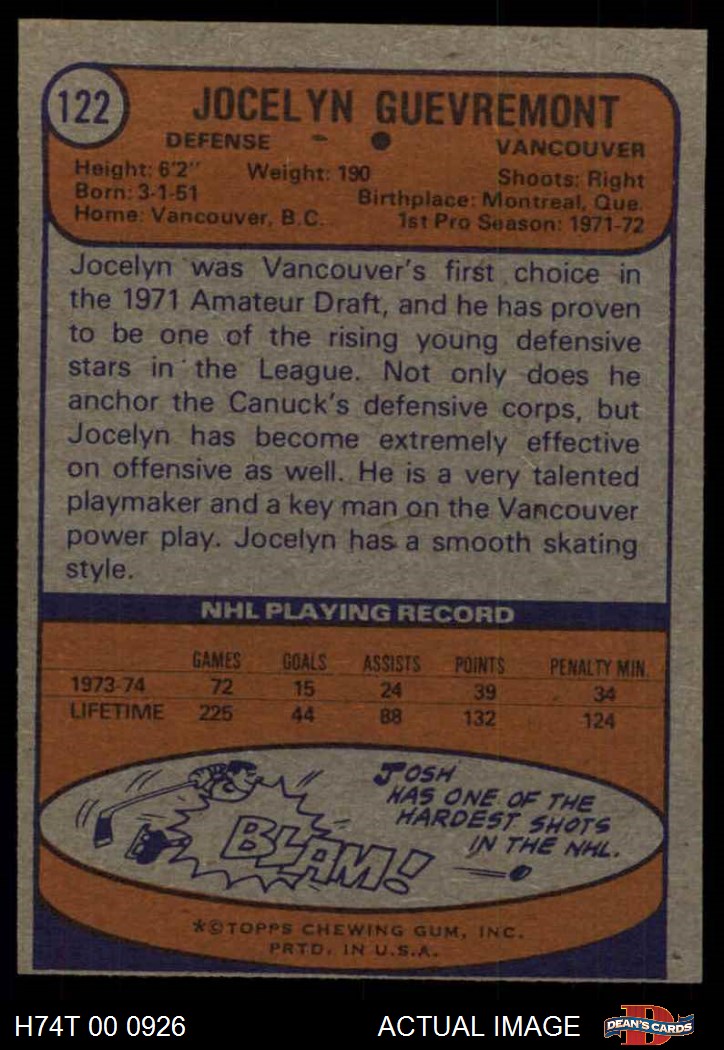 122
JOCELYN GUEVREMONT
DEFENSE
VANCOUVER
Height: 6'2" Weight: 190 Shoots: Right
Born: 3-1-51 Birthplace: Montreal, Que.
Home: Vancouver, B.C. 1st Pro Season: 1971-72
Jocelyn was Vancouver's first choice in
the 1971 Amateur Draft, and he has proven
to be one of the rising young defensive
stars in the League. Not only does he
anchor the Canuck's defensive corps, but
Jocelyn has become extremely effective
on offensive as well. He is a very talented
playmaker and a key man on the Vancouver
power play. Jocelyn has a smooth skating
style.
NHL PLAYING RECORD
GAMES GOALS ASSISTS POINTS PENALTY MIN.
1973-74 72 15 24 39 34
LIFETIME 225 44 88 132 124
JOSH
HAS ONE OF THE
HARDEST SHOTS
IN THE NHL.
BLAM!
*©TOPPS CHEWING GUM, INC.
PRTD. IN U.S.A.
H74T 00 0926 ACTUAL IMAGE
D
DEAN'S CARDS